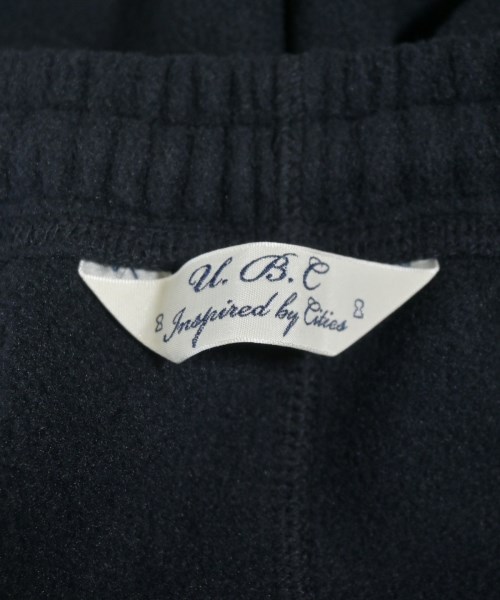 U. B. C
Inspired by Cities